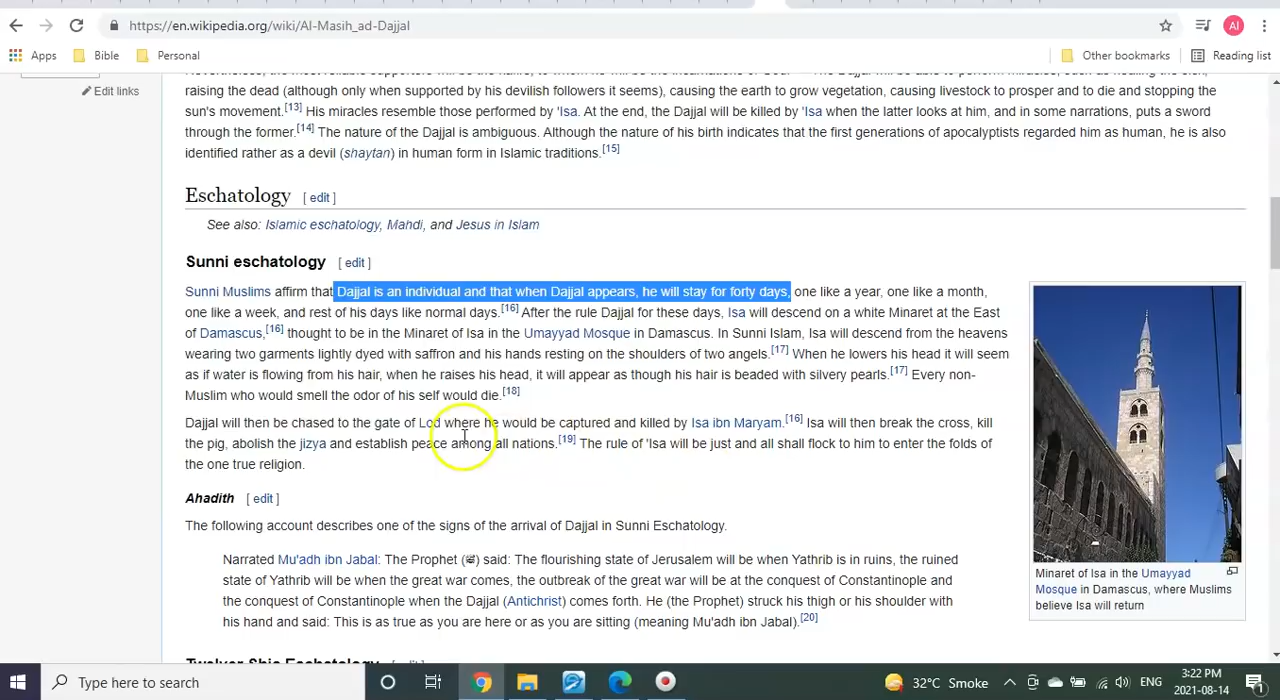 https://en.wikipedia.org/wiki/Al-Masih_ad-Dajjal
Al
Apps
Bible
Personal
Other bookmarks
Reading list
Edit links
raising the dead (although only when supported by his devilish followers it seems), causing the earth to grow vegetation, causing livestock to prosper and to die and stopping the
sun's movement.[13] His miracles resemble those performed by 'Isa. At the end, the Dajjal will be killed by 'Isa when the latter looks at him, and in some narrations, puts a sword
through the former.[14] The nature of the Dajjal is ambiguous. Although the nature of his birth indicates that the first generations of apocalyptists regarded him as human, he is also
identified rather as a devil (shaytan) in human form in Islamic traditions.[15]
Eschatology [ edit ]
See also: Islamic eschatology, Mahdi, and Jesus in Islam
Sunni eschatology [ edit ]
Sunni Muslims affirm that Dajjal is an individual and that when Dajjal appears, he will stay for forty days, one like a year, one like a month,
one like a week, and rest of his days like normal days.[16] After the rule Dajjal for these days, Isa will descend on a white Minaret at the East
of Damascus,[16] thought to be in the Minaret of Isa in the Umayyad Mosque in Damascus. In Sunni Islam, Isa will descend from the heavens
wearing two garments lightly dyed with saffron and his hands resting on the shoulders of two angels.[17] When he lowers his head it will seem
as if water is flowing from his hair, when he raises his head, it will appear as though his hair is beaded with silvery pearls.[17] Every non-
Muslim who would smell the odor of his self would die.[18]
Dajjal will then be chased to the gate of Lod where he would be captured and killed by Isa ibn Maryam.[16] Isa will then break the cross, kill
the pig, abolish the jizya and establish peace among all nations.[19] The rule of 'Isa will be just and all shall flock to him to enter the folds of
the one true religion.
Ahadith [ edit ]
The following account describes one of the signs of the arrival of Dajjal in Sunni Eschatology.
Narrated Mu'adh ibn Jabal: The Prophet (ﷺ) said: The flourishing state of Jerusalem will be when Yathrib is in ruins, the ruined
state of Yathrib will be when the great war comes, the outbreak of the great war will be at the conquest of Constantinople and
the conquest of Constantinople when the Dajjal (Antichrist) comes forth. He (the Prophet) struck his thigh or his shoulder with
his hand and said: This is as true as you are here or as you are sitting (meaning Mu'adh ibn Jabal).[20]
Minaret of Isa in the Umayyad
Mosque in Damascus, where Muslims
believe Isa will return
Twelver Shia Eschatology [ edit ]
Type here to search
32°C Smoke
ENG
3:22 PM
2021-08-14